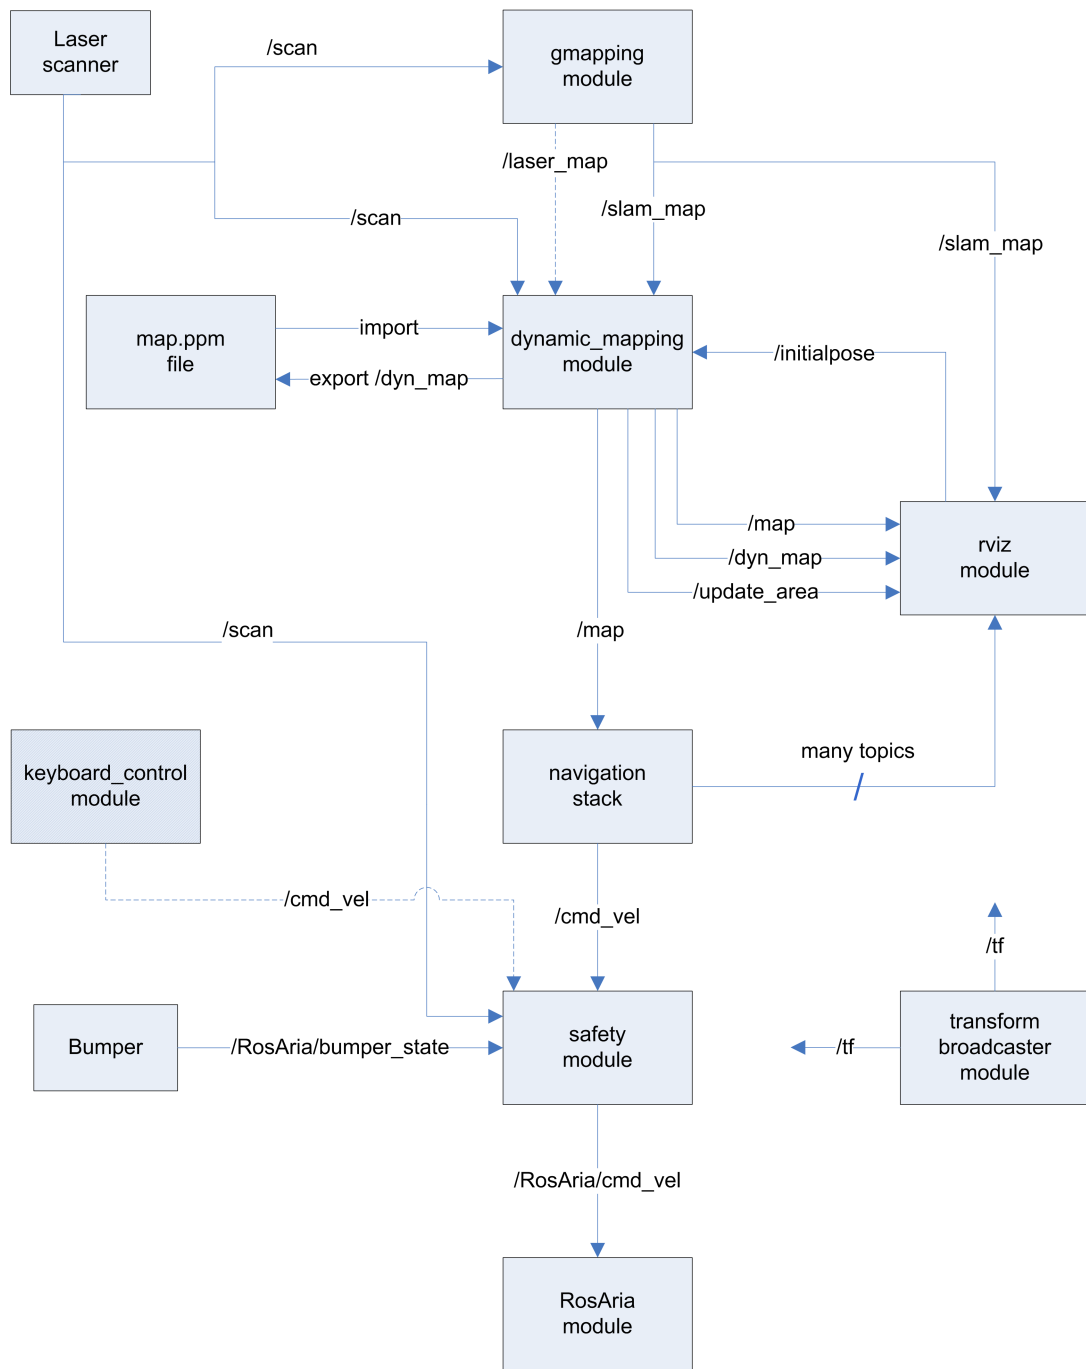 Laser
scanner
/scan
gmapping
module
/laser_map
/slam_map
/scan
/slam_map
map.ppm
file
import
export /dyn_map
dynamic_mapping
module
/initialpose
/map
/dyn_map
/update_area
rviz
module
/scan
/map
keyboard_control
module
navigation
stack
many topics
/cmd_vel
/cmd_vel
/tf
Bumper
/RosAria/bumper_state
safety
module
/tf
transform
broadcaster
module
/RosAria/cmd_vel
RosAria
module